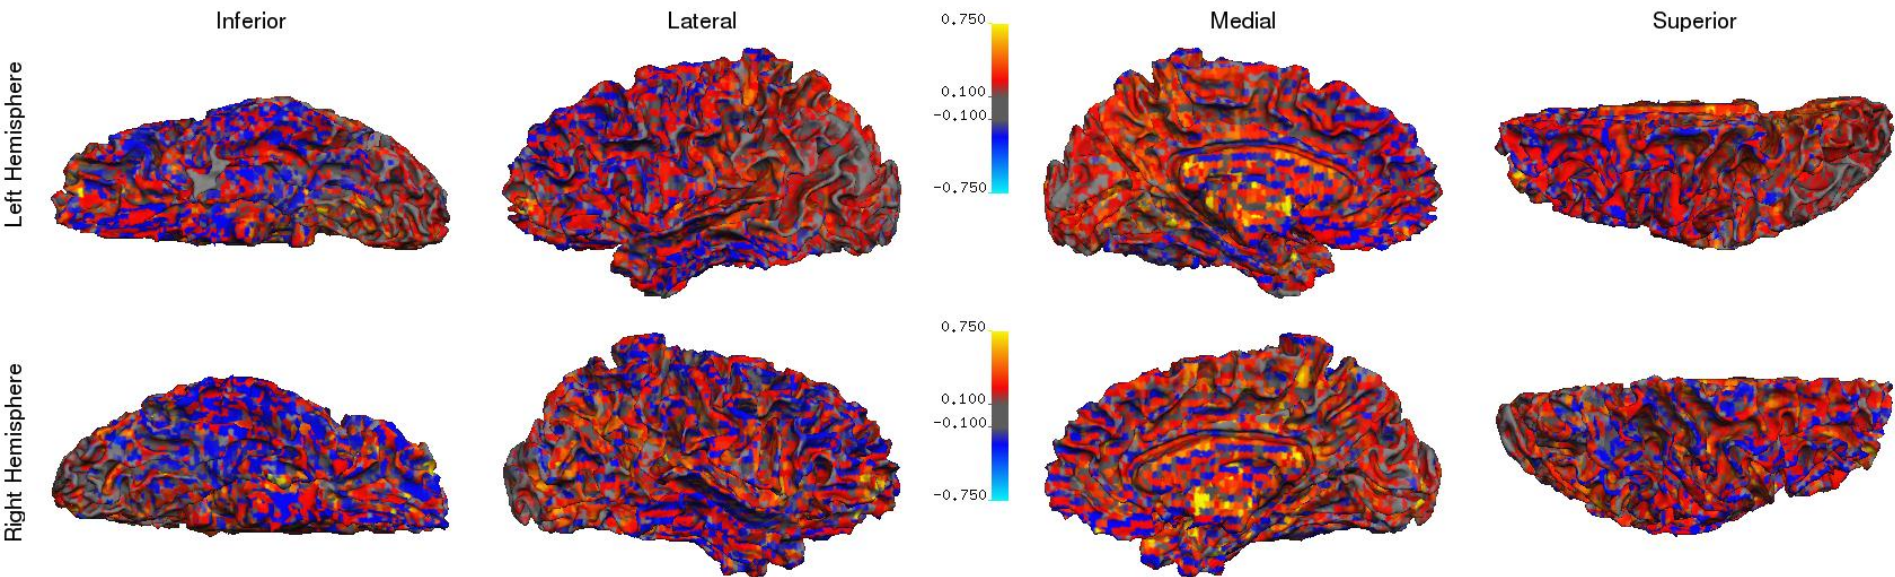 Inferior
Lateral
Medial
Superior
Left Hemisphere
0.750
0.100
-0.100
-0.750
Right Hemisphere
0.750
0.100
-0.100
-0.750